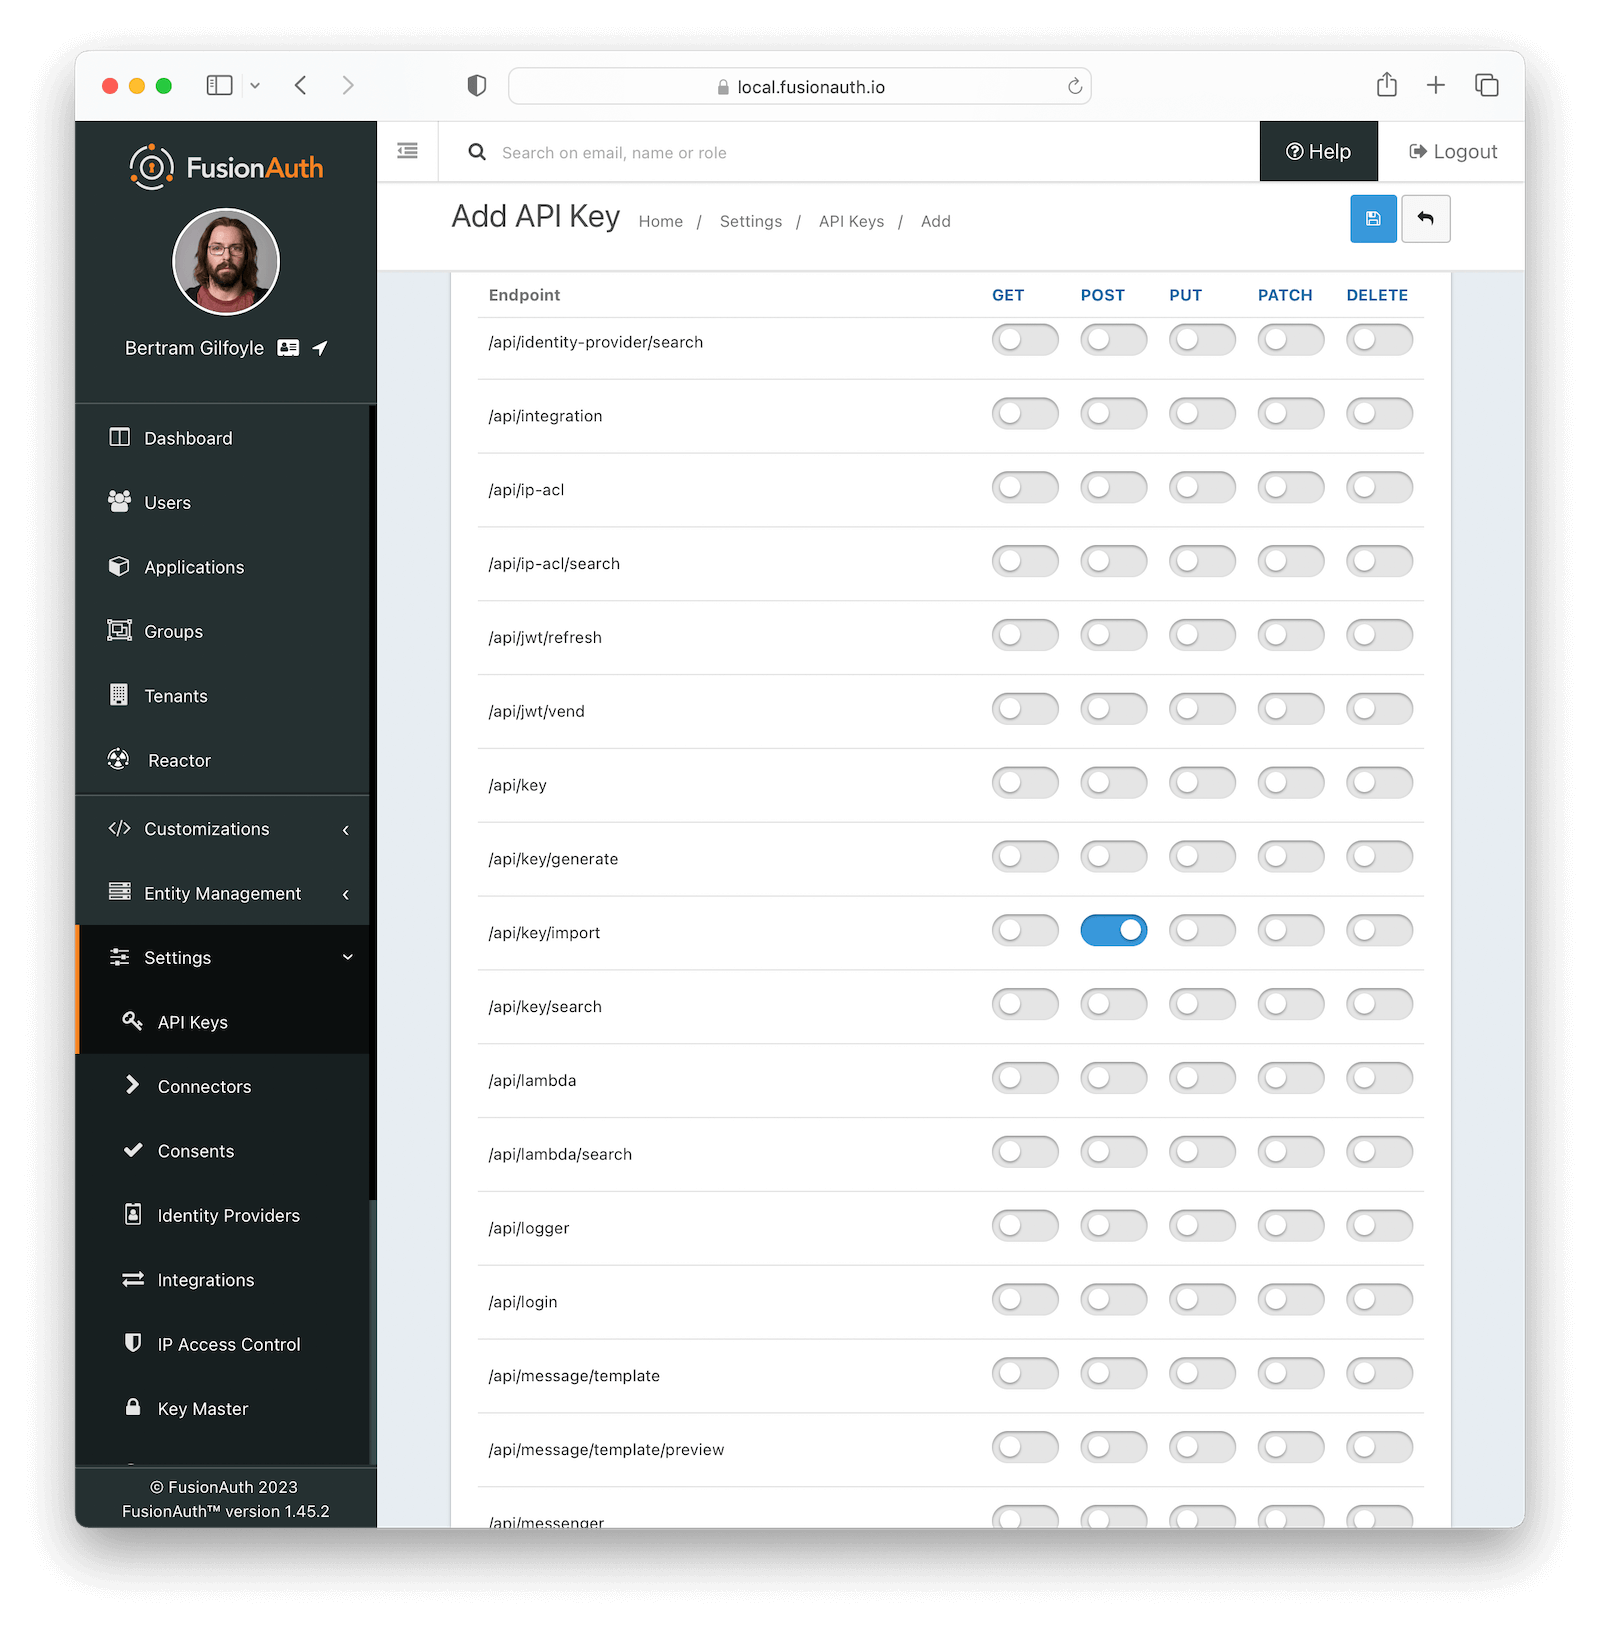 local.fusionauth.io
FusionAuth
Bertram Gilfoyle
Dashboard
Users
Applications
Groups
Tenants
Reactor
Customizations
Entity Management
Settings
API Keys
Connectors
Consents
Identity Providers
Integrations
IP Access Control
Key Master
© FusionAuth 2023
FusionAuth™ version 1.45.2
Search on email, name or role
Help
Logout
Add API Key
Home / Settings / API Keys / Add
Endpoint GET POST PUT PATCH DELETE
/api/identity-provider/search
/api/integration
/api/ip-acl
/api/ip-acl/search
/api/jwt/refresh
/api/jwt/vend
/api/key
/api/key/generate
/api/key/import
/api/key/search
/api/lambda
/api/lambda/search
/api/logger
/api/login
/api/message/template
/api/message/template/preview
/api/messenger